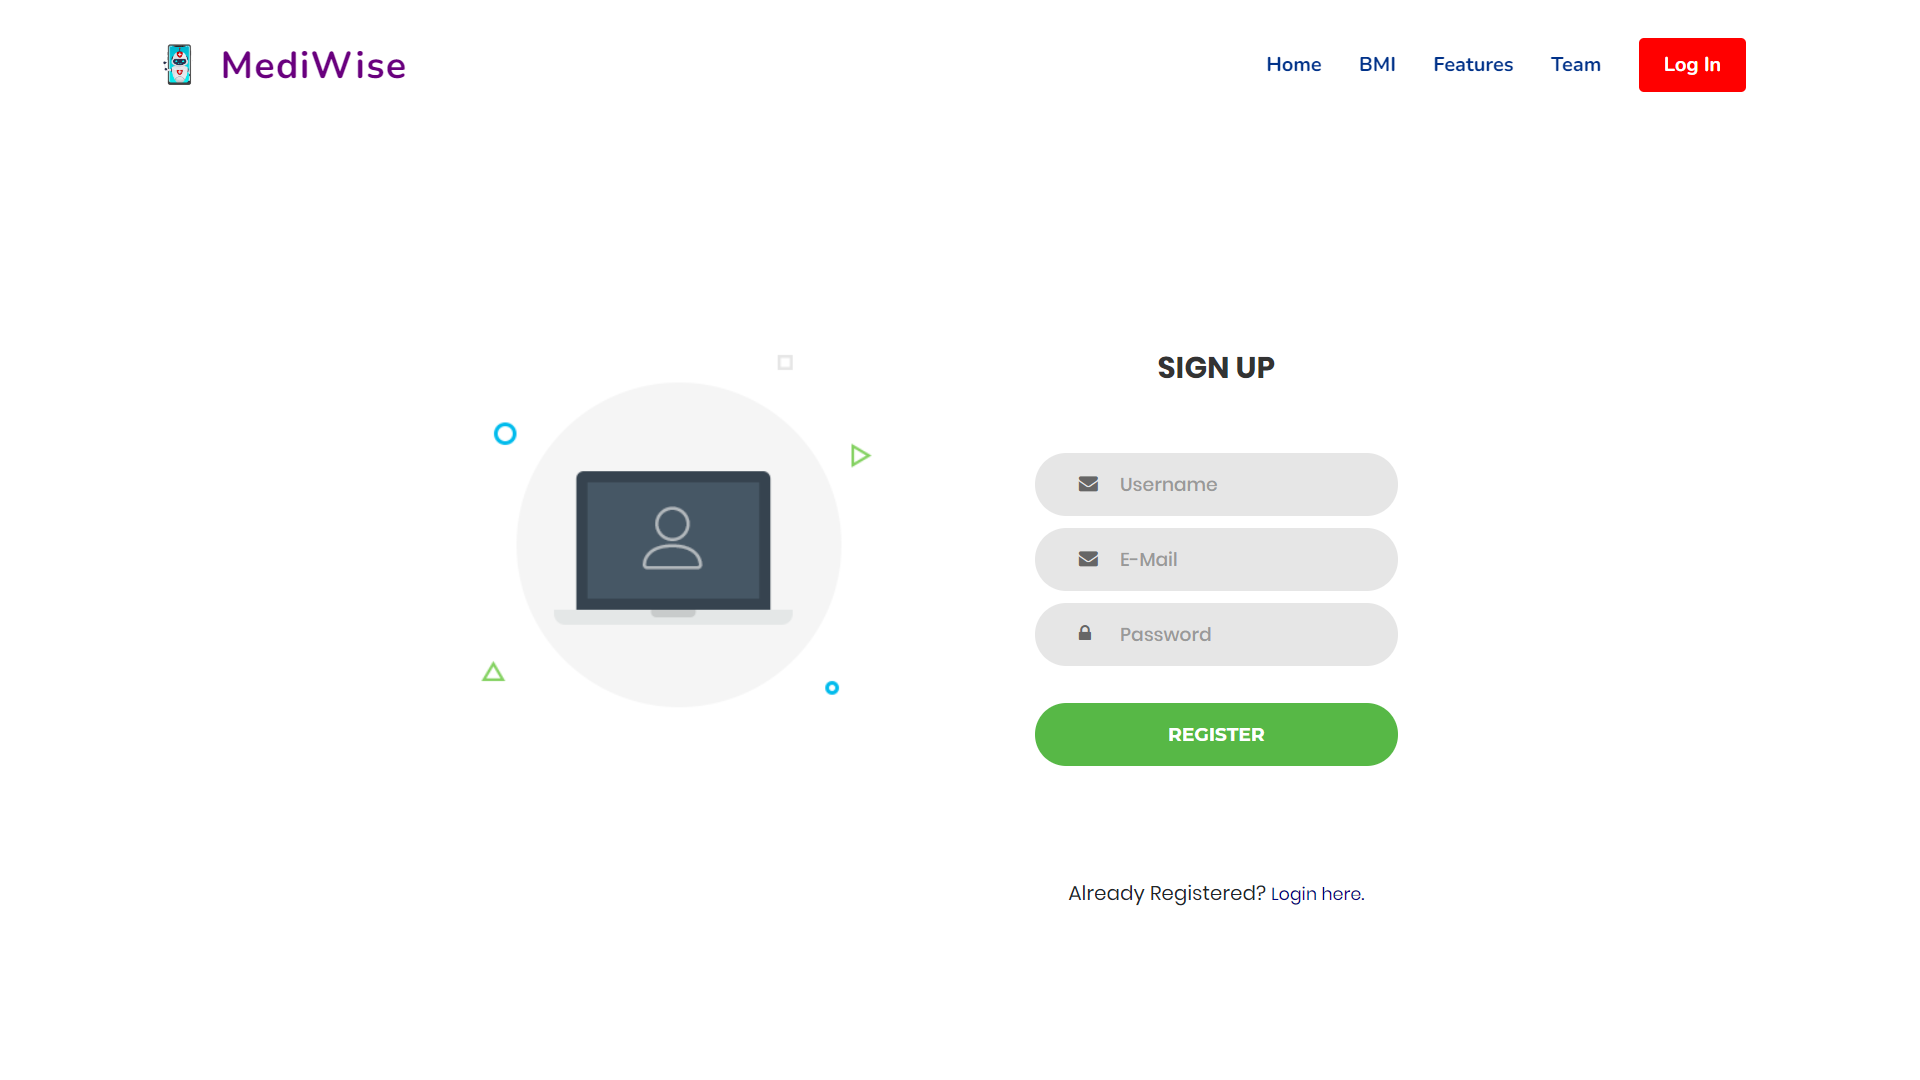 MediWise
Home BMI Features Team Log In
SIGN UP
Username
E-Mail
Password
REGISTER
Already Registered? Login here.